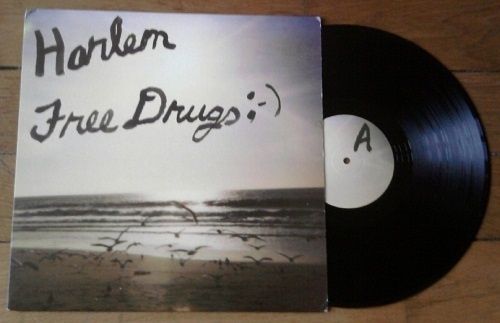 Harlem
Free Drugs ;-)
A